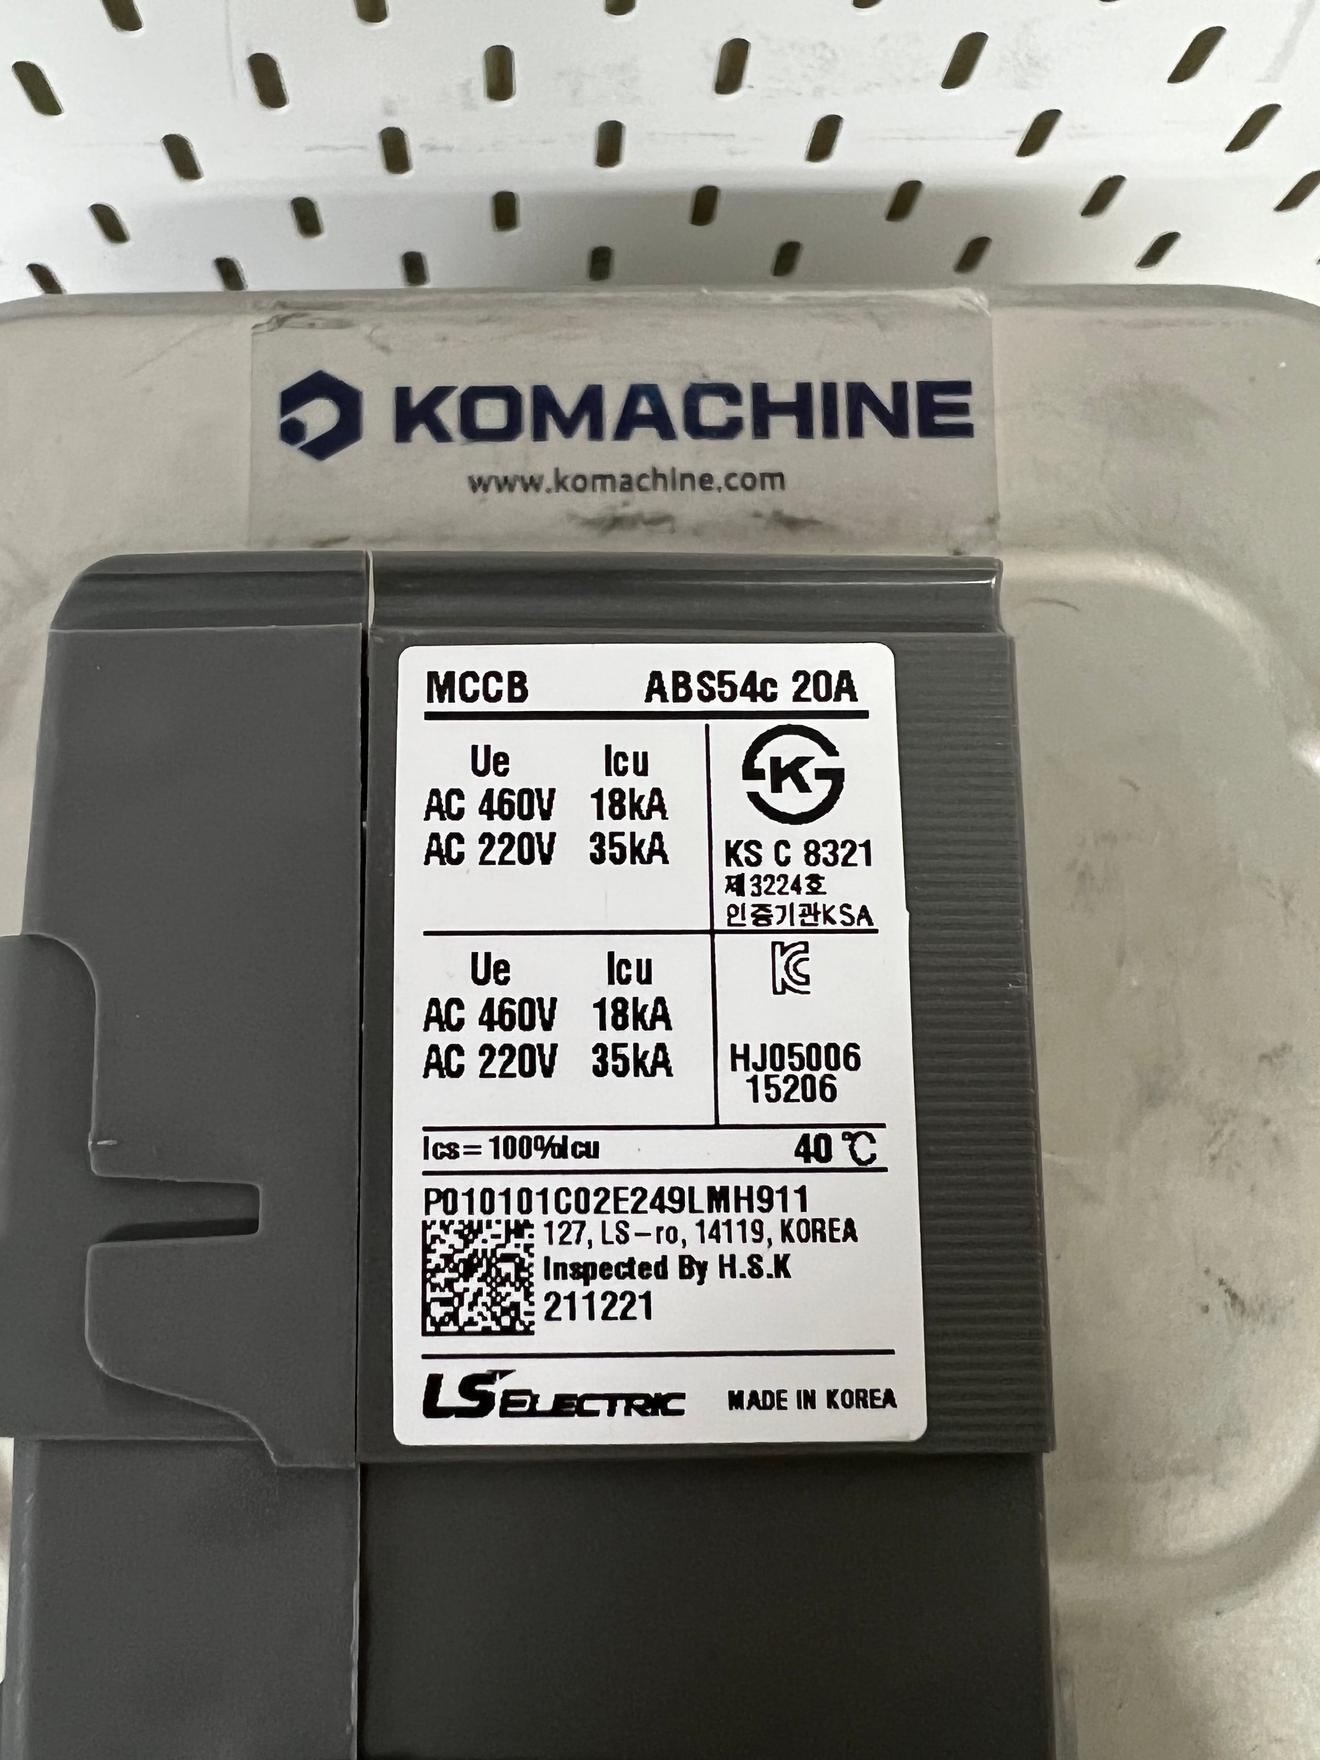 KOMACHINE
www.komachine.com
MCCB ABS54c 20A
Ue Icu
AC 460V 18kA
AC 220V 35kA
KS C 8321
제3224호
인증기관KSA
Ue Icu
AC 460V 18kA
AC 220V 35kA
HJ05006
15206
Ics=100%Icu 40℃
P010101C02E249LMH911
127, LS-ro, 14119, KOREA
Inspected By H.S.K
211221
LS ELECTRIC MADE IN KOREA